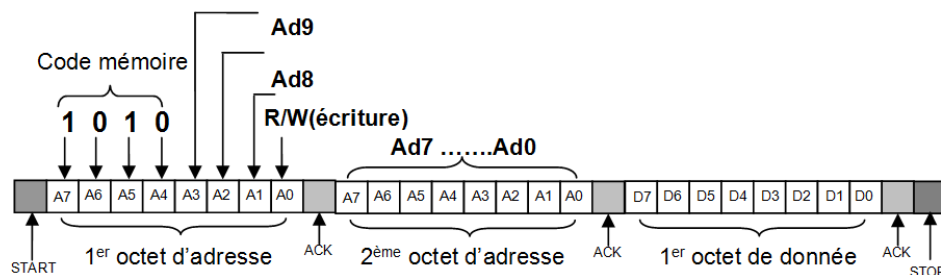 Ad9
Code mémoire
Ad8
1 0 1 0
R/W(écriture)
Ad7 …….Ad0
A7 A6 A5 A4 A3 A2 A1 A0 A7 A6 A5 A4 A3 A2 A1 A0 D7 D6 D5 D4 D3 D2 D1 D0
START
1er octet d’adresse
ACK
2ème octet d’adresse
ACK
1er octet de donnée
ACK
STOP